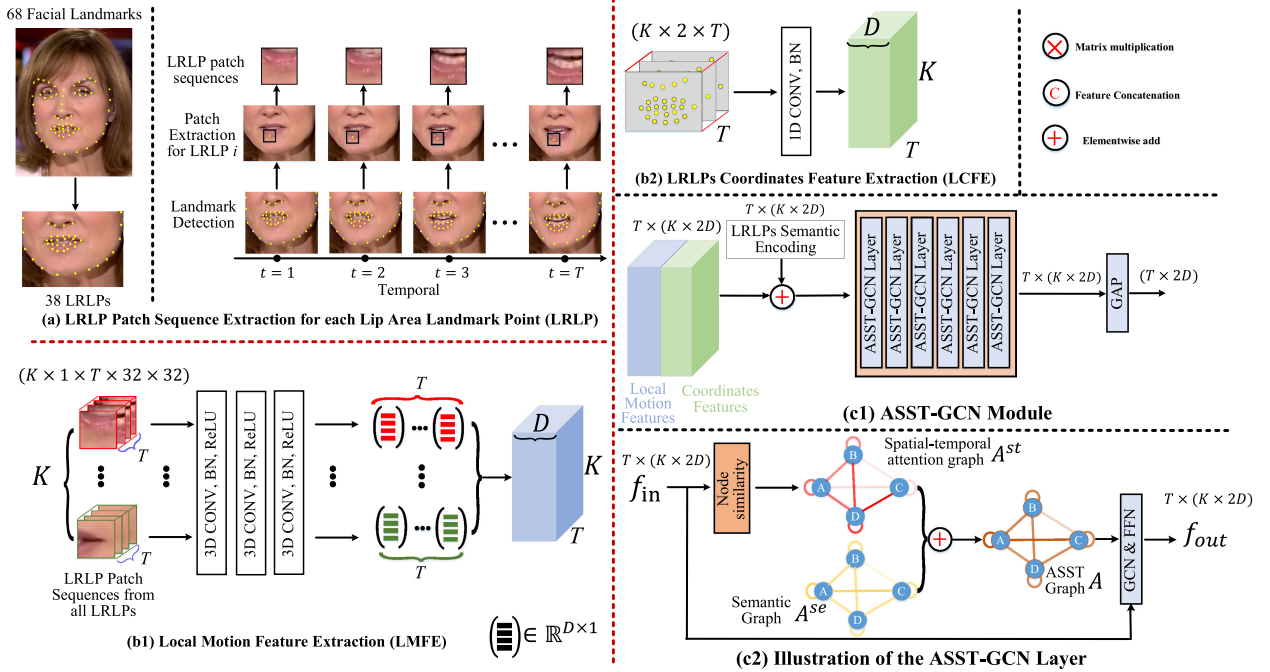 68 Facial Landmarks
38 LRLPs
LRLP patch
sequences
Patch
Extraction
for LRLP i
Landmark
Detection
t = 1
t = 2
t = 3
t = T
Temporal
(a) LRLP Patch Sequence Extraction for each Lip Area Landmark Point (LRLP)
(K × 1 × T × 32 × 32)
K
T
T
LRLP Patch
Sequences from
all LRLPs
3D CONV, BN, ReLU
3D CONV, BN, ReLU
3D CONV, BN, ReLU
T
T
D
K
T
(b1) Local Motion Feature Extraction (LMFE)
∈ ℝ^{D×1}
(K × 2 × T)
T
1D CONV, BN
D
K
T
(b2) LRLPs Coordinates Feature Extraction (LCFE)
Matrix multiplication
C
Feature Concatenation
Elementwise add
T × (K × 2D)
T × (K × 2D)
LRLPs Semantic
Encoding
Local
Motion
Features
Coordinates
Features
ASST-GCN Layer
ASST-GCN Layer
ASST-GCN Layer
ASST-GCN Layer
ASST-GCN Layer
ASST-GCN Layer
T × (K × 2D)
GAP
(T × 2D)
(c1) ASST-GCN Module
T × (K × 2D)
f_in
Node
similarity
Spatial-temporal
attention graph A^{st}
A
B
C
D
Semantic
Graph A^{se}
A
B
C
D
A
B
C
D
ASST
Graph A
GCN & FFN
T × (K × 2D)
f_{out}
(c2) Illustration of the ASST-GCN Layer